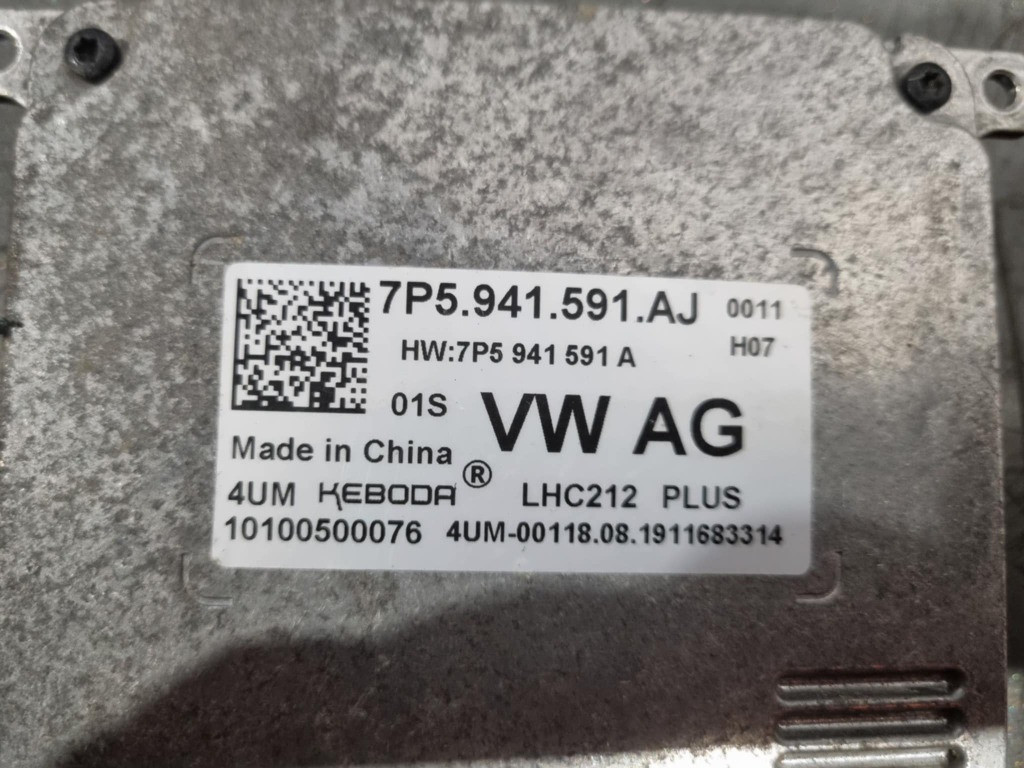 7P5.941.591.AJ 0011
HW:7P5 941 591 A H07
01S VW AG
Made in China
4UM KEBODA® LHC212 PLUS
10100500076 4UM-00118.08.1911683314